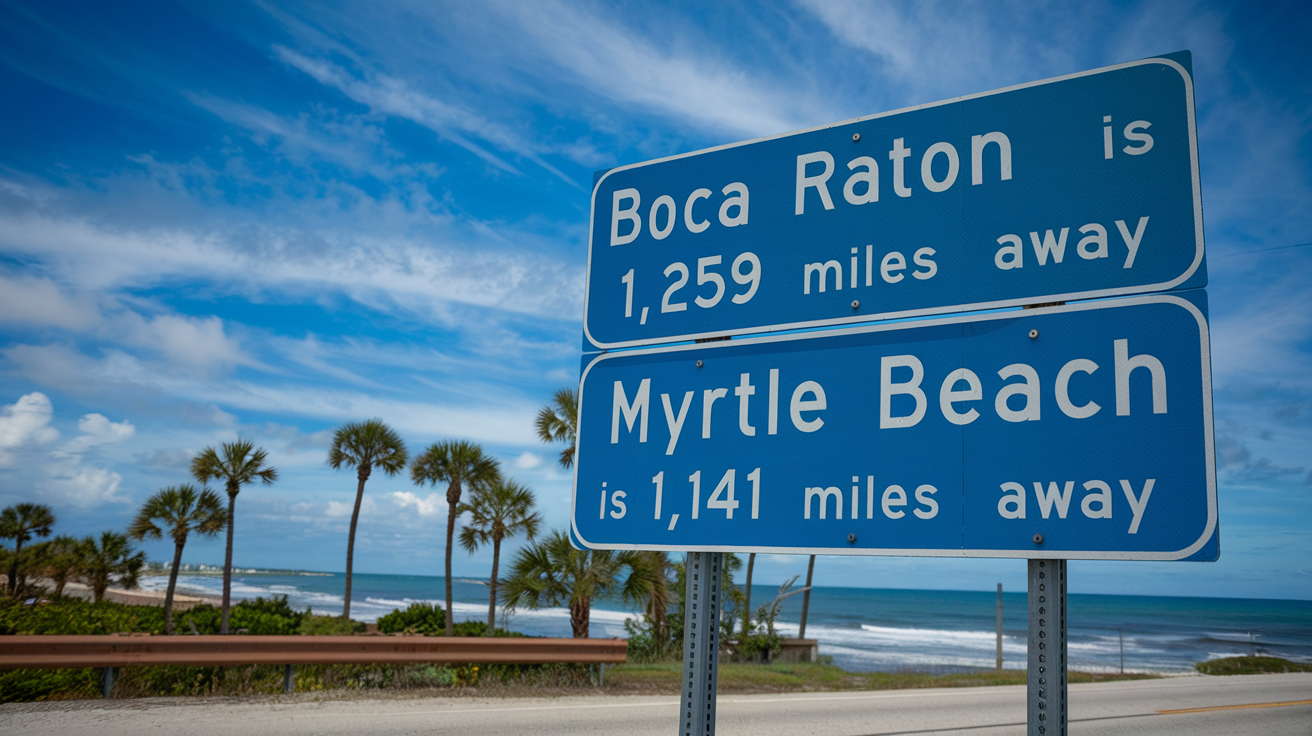 Boca Raton is
1,259 miles away
Myrtle Beach
is 1,141 miles away